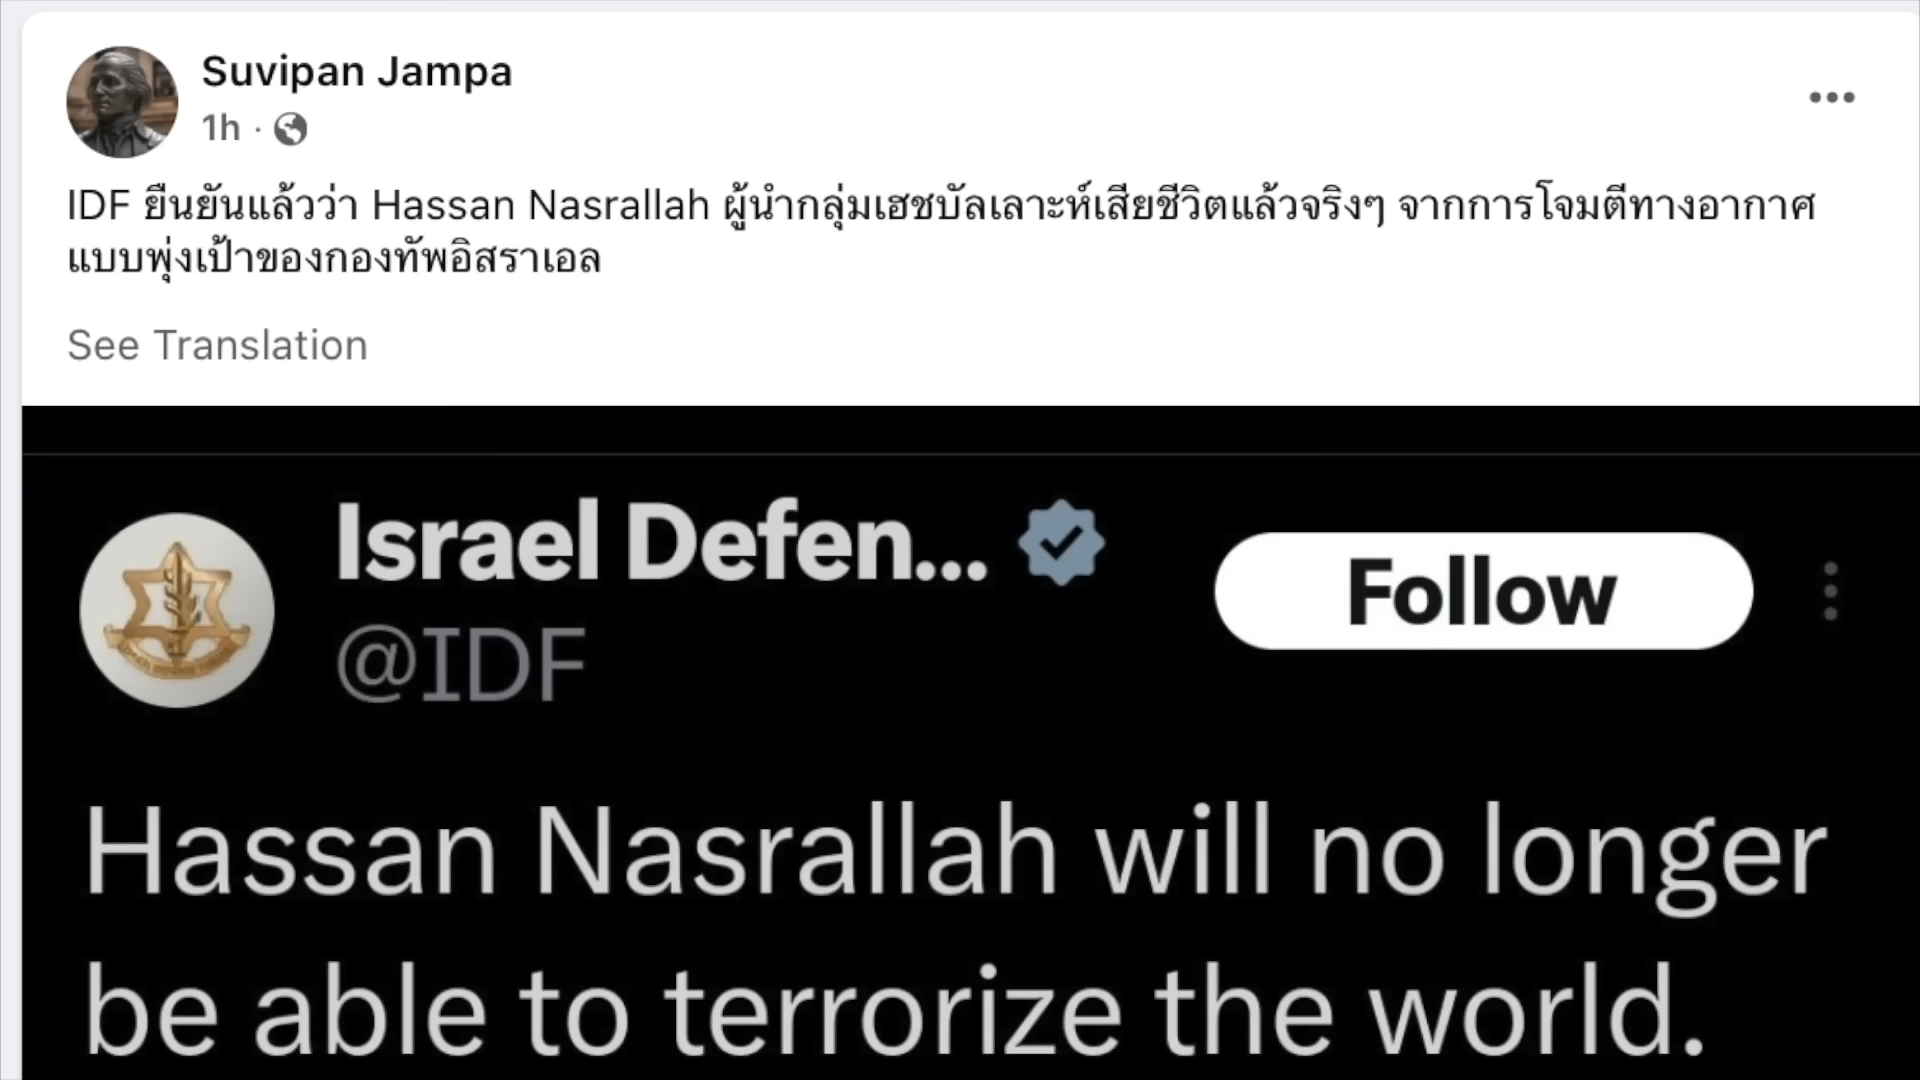 Suvipan Jampa
1h ·
IDF ยืนยันแล้วว่า Hassan Nasrallah ผู้นำกลุ่มเฮชบัลเลาะห์เสียชีวิตแล้วจริงๆ จากการโจมตีทางอากาศ
แบบพุ่งเป้าของกองทัพอิสราเอล
See Translation
Israel Defen...
@IDF
Follow
Hassan Nasrallah will no longer
be able to terrorize the world.